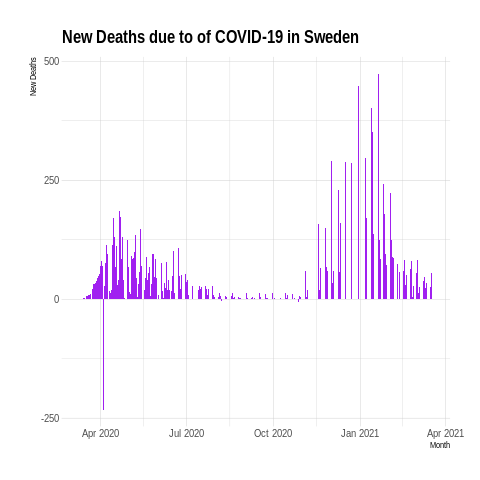 New Deaths due to of COVID-19 in Sweden
New Deaths
500
250
0
-250
Apr 2020 Jul 2020 Oct 2020 Jan 2021 Apr 2021
Month